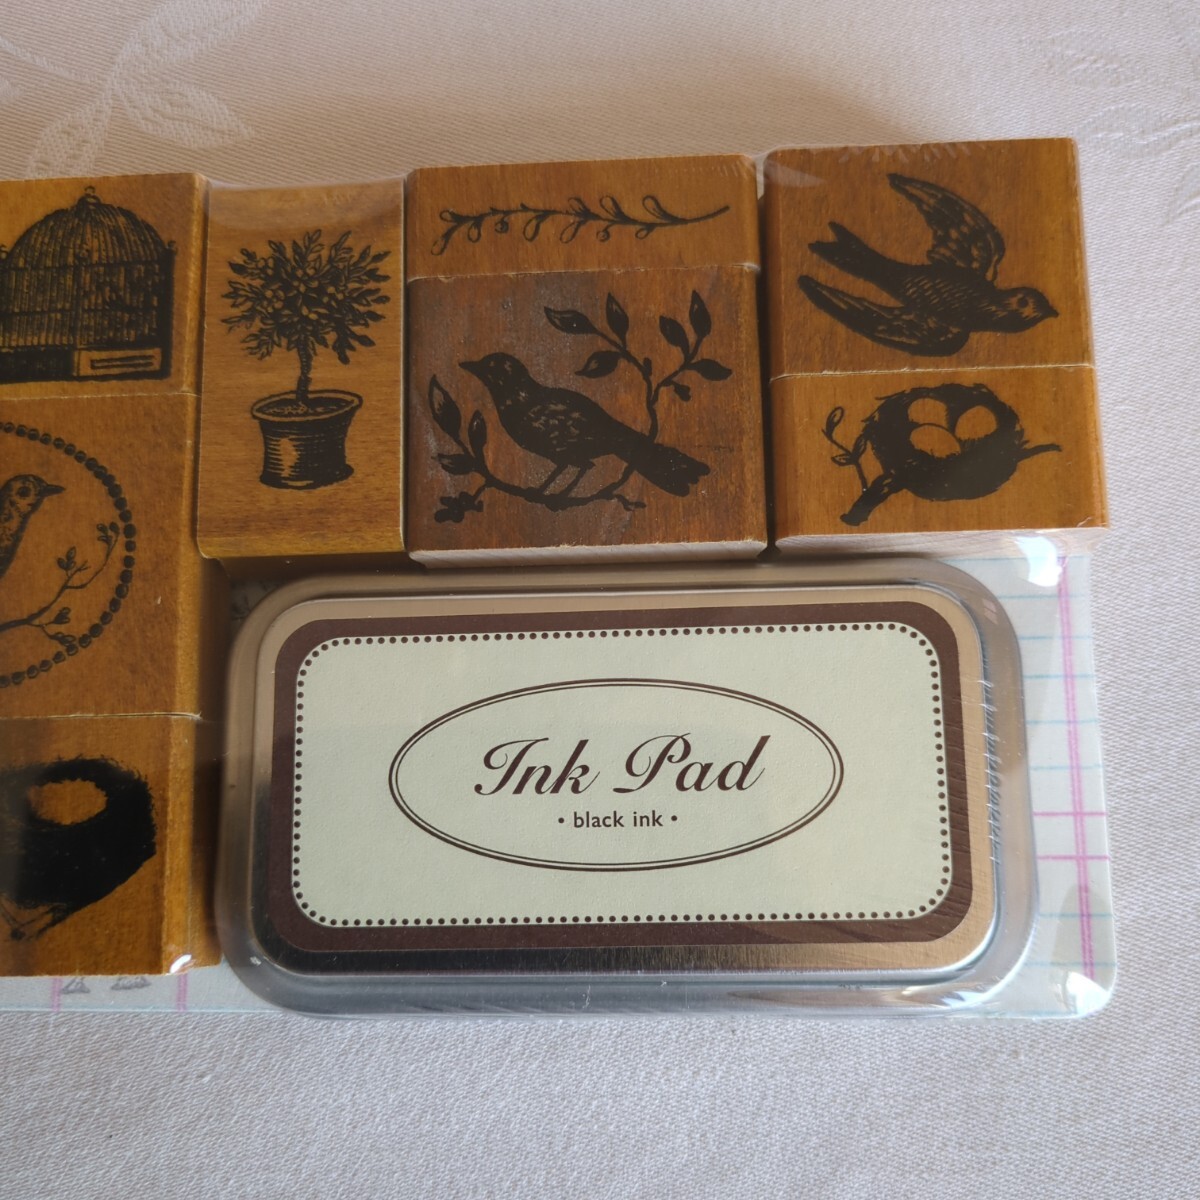 Ink Pad
• black ink •